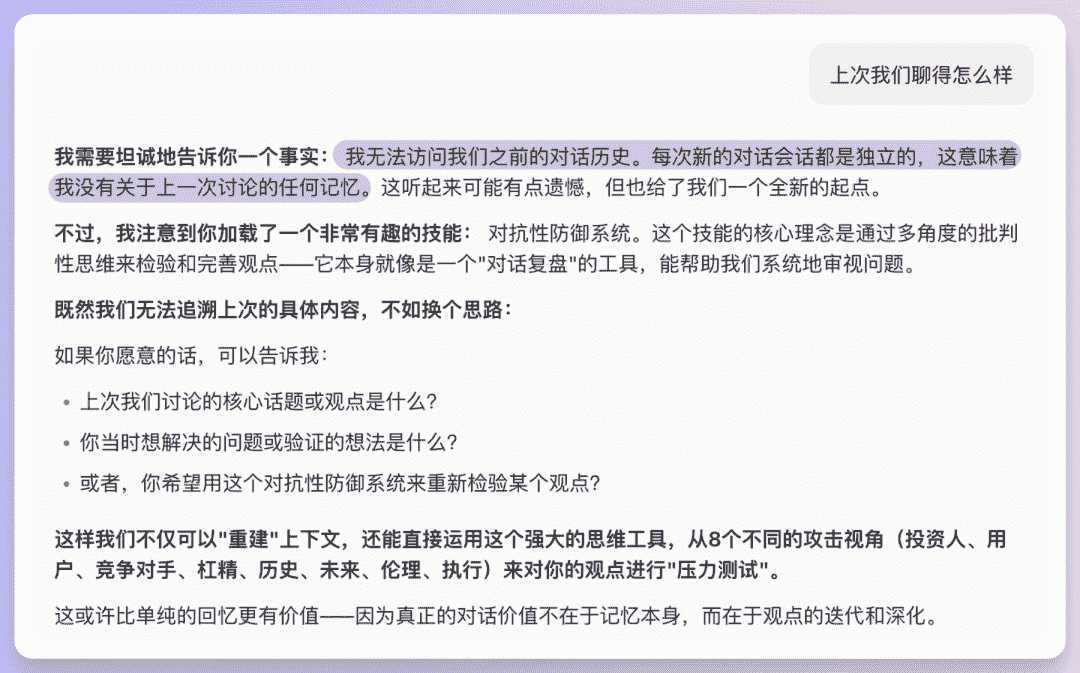 上次我们聊得怎么样
我需要坦诚地告诉你一个事实： 我无法访问我们之前的对话历史。每次新的对话会话都是独立的，这意味着
我没有关于上一次讨论的任何记忆。这听起来可能有点遗憾，但也给了我们一个全新的起点。
不过，我注意到你加载了一个非常有趣的技能： 对抗性防御系统。这个技能的核心理念是通过多角度的批判
性思维来检验和完善观点——它本身就像是一个"对话复盘"的工具，能帮助我们系统地审视问题。
既然我们无法追溯上次的具体内容，不如换个思路：
如果你愿意的话，可以告诉我：
• 上次我们讨论的核心话题或观点是什么？
• 你当时想解决的问题或验证的想法是什么？
• 或者，你希望用这个对抗性防御系统来重新检验某个观点？
这样我们不仅可以"重建"上下文，还能直接运用这个强大的思维工具，从8个不同的攻击视角（投资人、用
户、竞争对手、杠精、历史、未来、伦理、执行）来对你的观点进行"压力测试"。
这或许比单纯的回忆更有价值——因为真正的对话价值不在于记忆本身，而在于观点的迭代和深化。